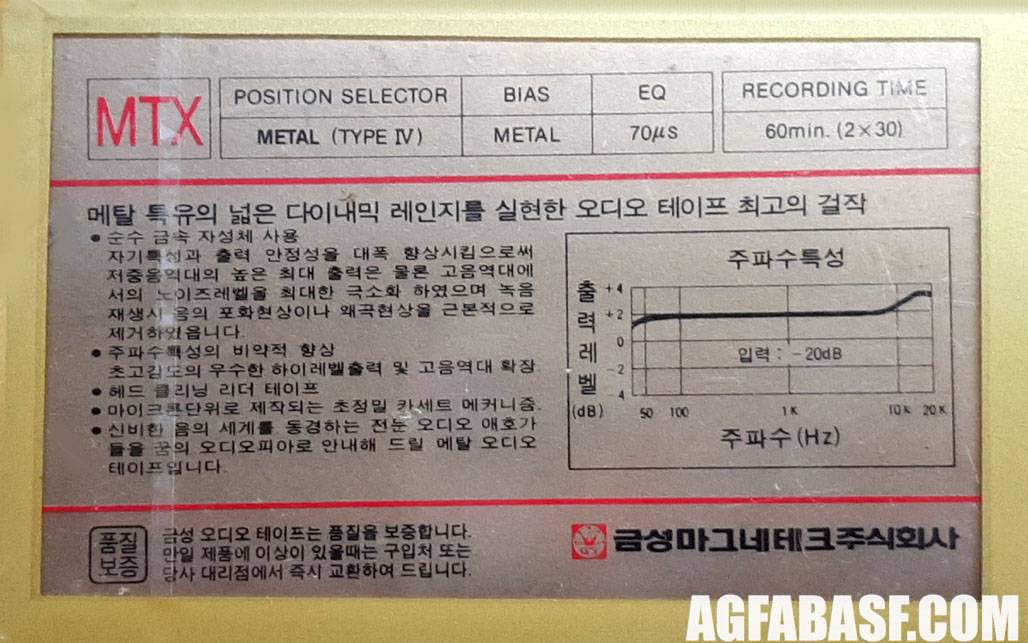 MTX
POSITION SELECTOR BIAS EQ RECORDING TIME
METAL (TYPE IV) METAL 70μs 60min. (2×30)
메탈 특유의 넓은 다이내믹 레인지를 실현한 오디오 테이프 최고의 걸작
● 순수 금속 자성체 사용
자기특성과 출력 안정성을 대폭 향상시킴으로써
저중음역대의 높은 최대 출력은 물론 고음역대에
서의 노이즈레벨을 최대한 극소화 하였으며 녹음
재생시 음의 포화현상이나 왜곡현상을 근본적으로
제거하였읍니다.
● 주파수특성의 비약적 향상
초고감도의 우수한 하이레벨출력 및 고음역대 확장
● 헤드 클리닝 리더 테이프
● 마이크론단위로 제작되는 초정밀 카세트 메커니즘.
● 신비한 음의 세계를 동경하는 전문 오디오 애호가
들을 꿈의 오디오피아로 안내해 드릴 메탈 오디오
테이프입니다.
주파수특성
출력레벨
(dB)
+4
+2
0
-2
4
입력 : -20dB
50 100 1K 10K 20K
주파수(Hz)
품질
보증
금성 오디오 테이프는 품질을 보증합니다.
만일 제품에 이상이 있을때는 구입처 또는
당사 대리점에서 즉시 교환하여 드립니다.
금성마그네테크주식회사
AGFABASF.COM